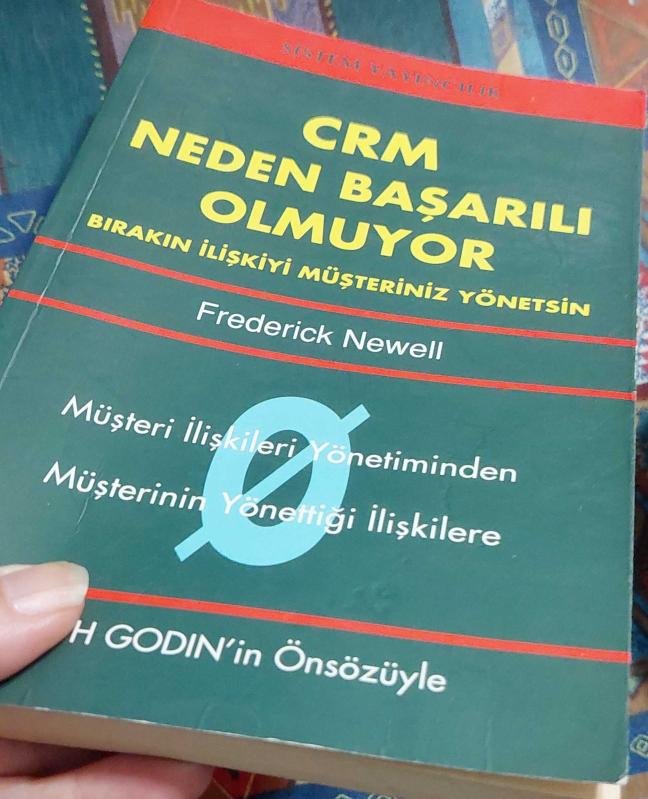 SİSTEM YAYINCILIK
CRM
NEDEN BAŞARILI
OLMUYOR
BIRAKIN İLİŞKİYİ MÜŞTERİNİZ YÖNETSİN
Frederick Newell
Müşteri İlişkileri Yönetiminden
Müşterinin Yönettiği İlişkilere
H GODIN'in Önsözüyle